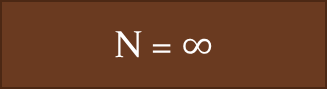 N = ∞